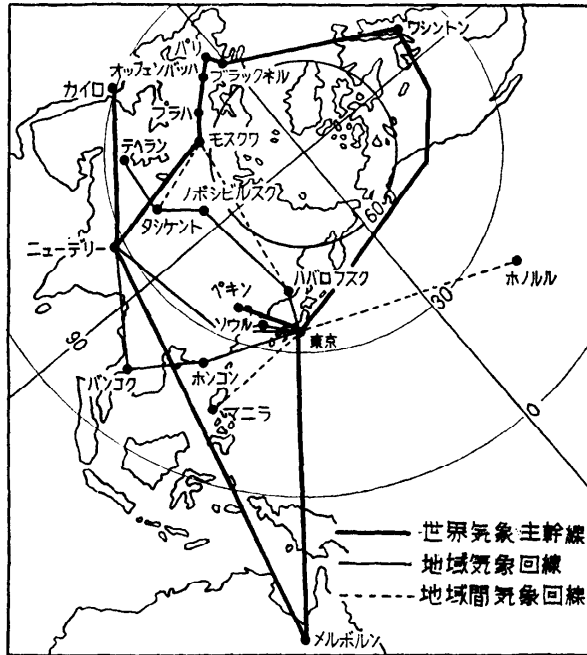 ワシントン
パリ
オッフェンバッハ
ブラックネル
カイロ
プラハ
モスクワ
テヘラン
ノボシビルスク
タシケント
60
ニューデリー
ハバロフスク
ホノルル
ペキン
30
ソウル
東京
90
バンコク
ホンコン
マニラ
0
世界気象主幹線
地域気象回線
地域間気象回線
メルボルン